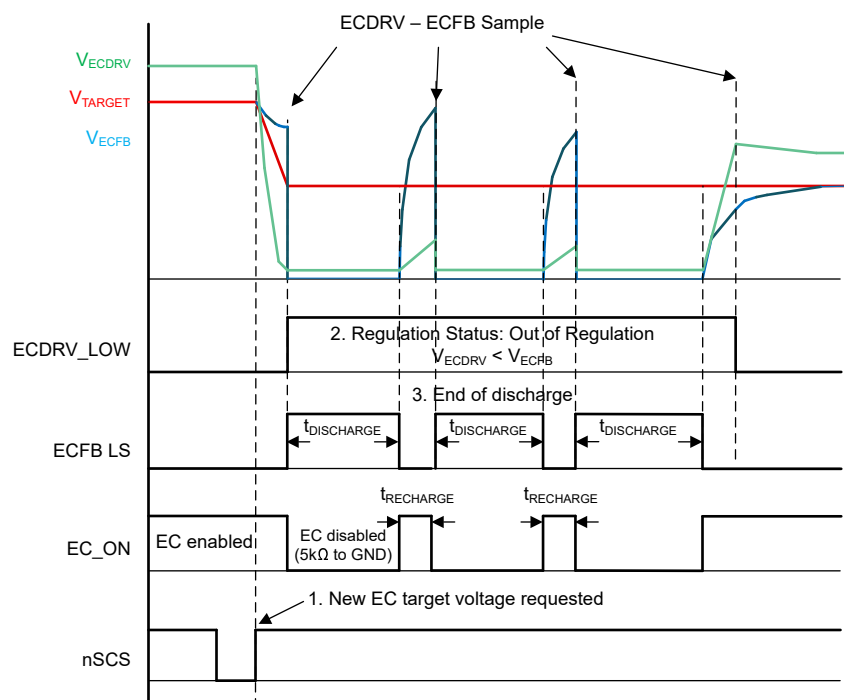 ECDRV – ECFB Sample
VECDRV
VTARGET
VECFB
ECDRV_LOW
2. Regulation Status: Out of Regulation
VECDRV < VECFB
3. End of discharge
ECFB LS
tDISCHARGE
tDISCHARGE
tDISCHARGE
tRECHARGE
tRECHARGE
EC_ON
EC enabled
EC disabled
(5kΩ to GND)
1. New EC target voltage requested
nSCS